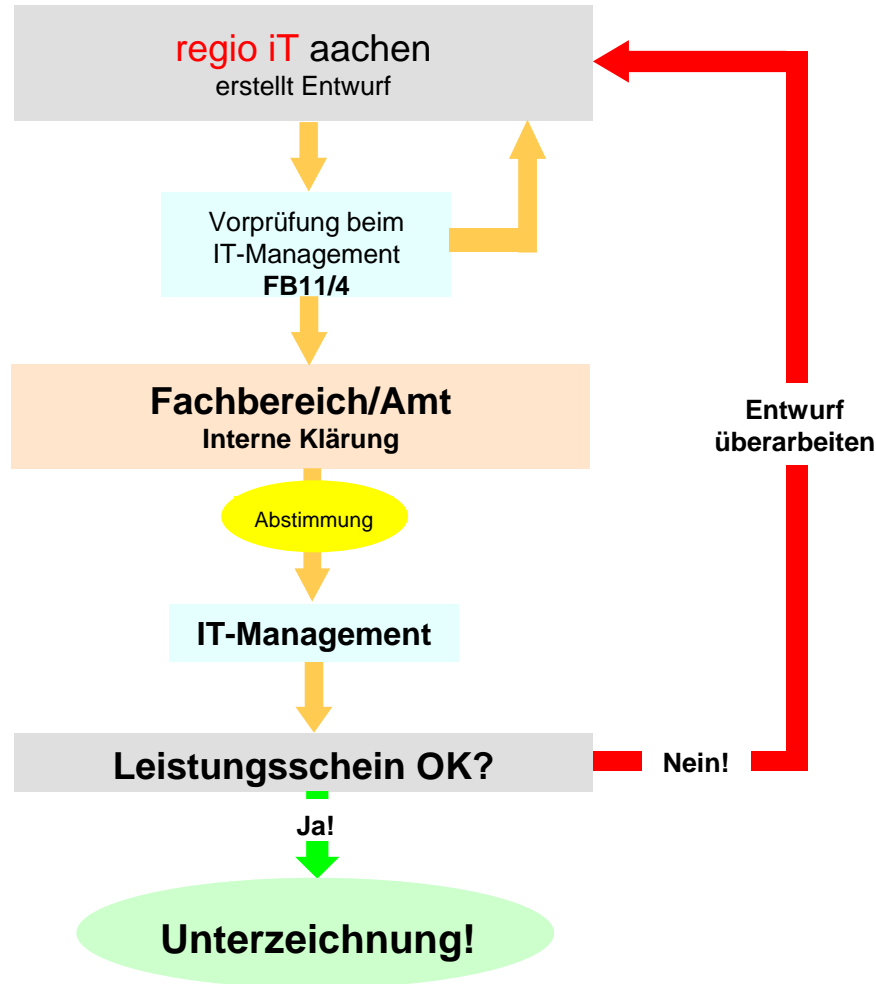 regio iT aachen
erstellt Entwurf
Vorprüfung beim
IT-Management
FB11/4
Fachbereich/Amt
Interne Klärung
Entwurf
überarbeiten
Abstimmung
IT-Management
Leistungsschein OK?
Nein!
Ja!
Unterzeichnung!